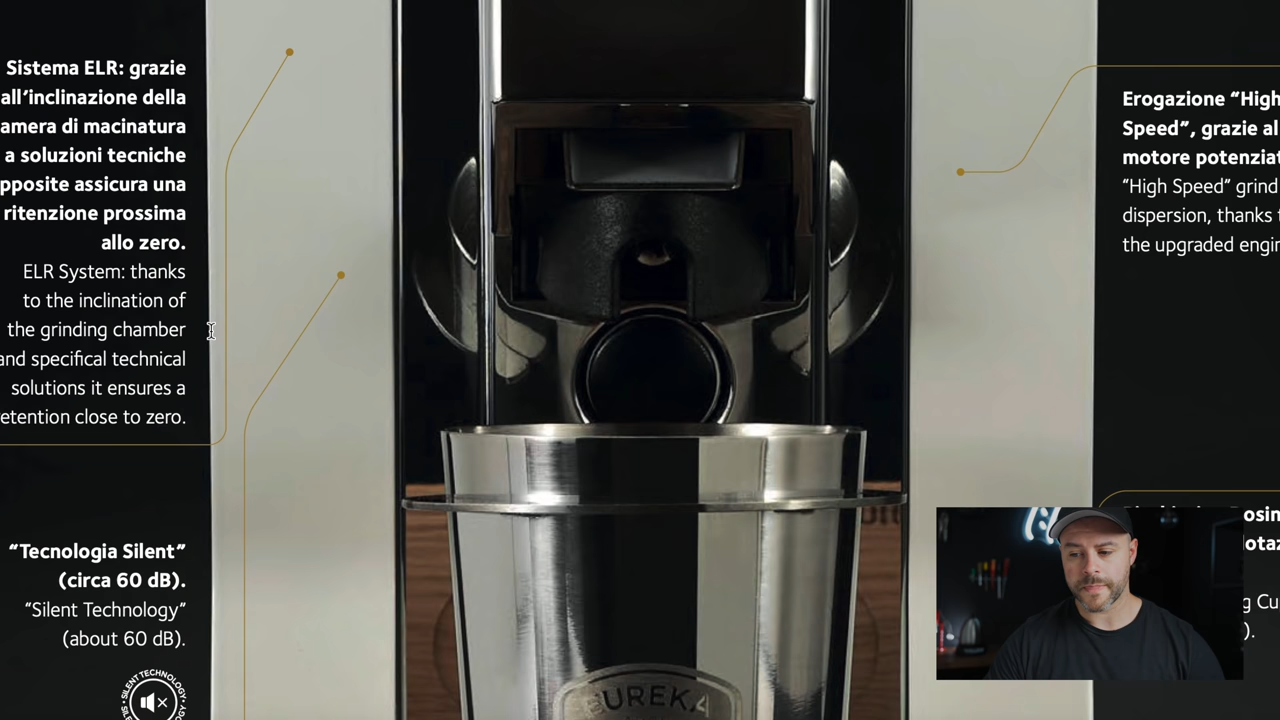 Sistema ELR: grazie
all’inclinazione della
amera di macinatura
a soluzioni tecniche
pposite assicura una
ritenzione prossima
allo zero.
ELR System: thanks
to the inclination of
the grinding chamber
and specifical technical
solutions it ensures a
etention close to zero.
“Tecnologia Silent”
(circa 60 dB).
“Silent Technology”
(about 60 dB).
SILENT TECHNOLOGY
Erogazione “High
Speed”, grazie al
motore potenziat
“High Speed” grind
dispersion, thanks
the upgraded engin
EUREKA